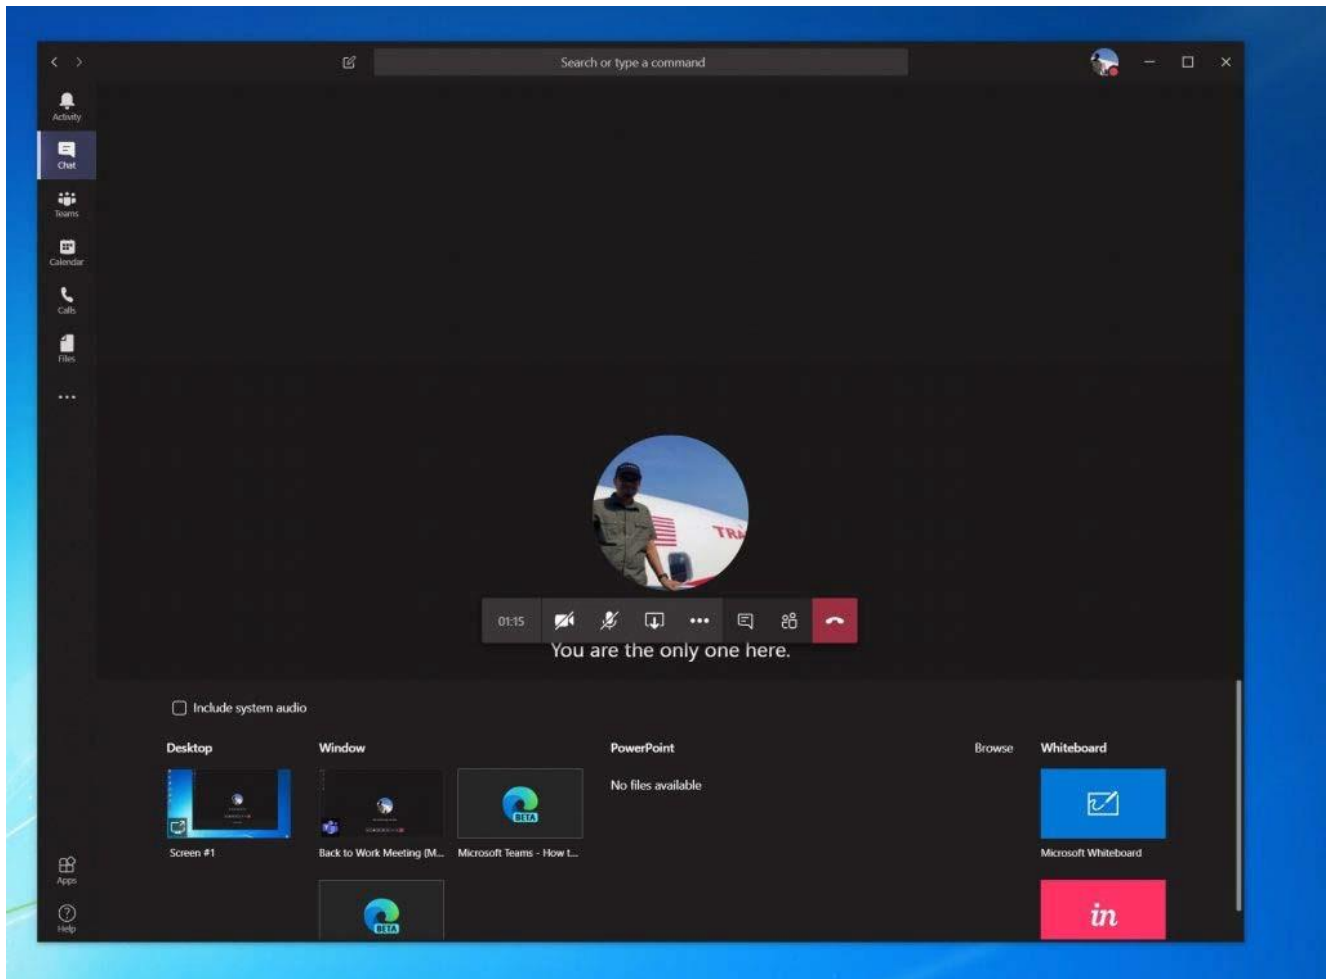 Search or type a command
Activity
Chat
Teams
Calendar
Calls
Files
TRA
01:15
You are the only one here.
Include system audio
Desktop
Window
PowerPoint
Browse
Whiteboard
No files available
BETA
Screen #1
Back to Work Meeting (M...
Microsoft Teams - How t...
Microsoft Whiteboard
Apps
BETA
in
Help